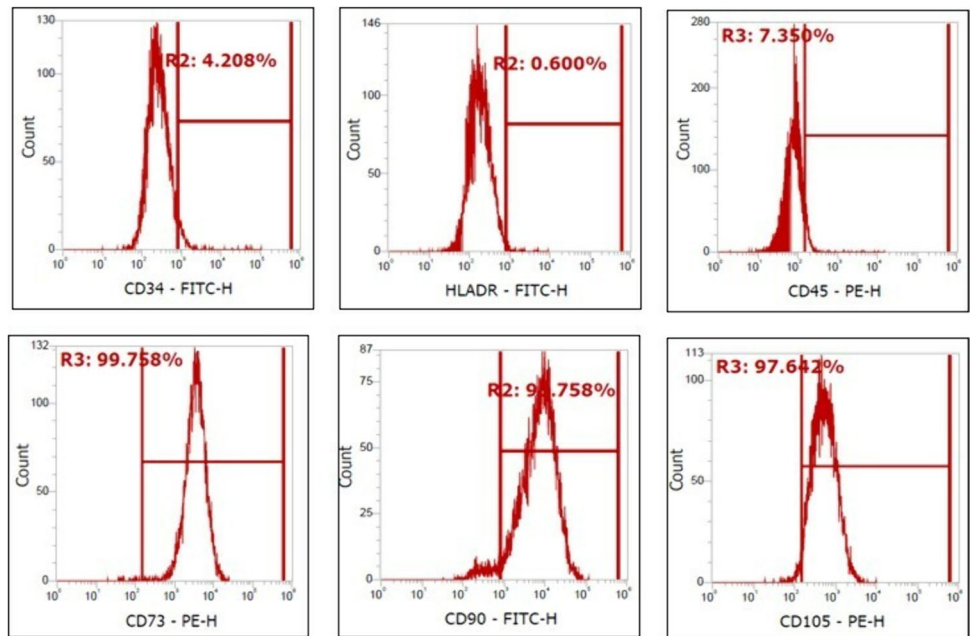 130
R2: 4.208%
100
50
0
Count
10⁰ 10¹ 10² 10³ 10⁴ 10⁵ 10⁶
CD34 - FITC-H
146
R2: 0.600%
100
50
0
Count
10⁰ 10¹ 10² 10³ 10⁴ 10⁵ 10⁶
HLADR - FITC-H
280
R3: 7.350%
200
100
0
Count
10⁰ 10¹ 10² 10³ 10⁴ 10⁵ 10⁶
CD45 - PE-H
132
R3: 99.758%
100
50
0
Count
10⁰ 10¹ 10² 10³ 10⁴ 10⁵ 10⁶
CD73 - PE-H
87
75
R2:
50
25
0
Count
10⁰ 10¹ 10² 10³ 10⁴ 10⁵ 10⁶
CD90 - FITC-H
113
R3: 97.642%
100
50
0
Count
10⁰ 10¹ 10² 10³ 10⁴ 10⁵ 10⁶
CD105 - PE-H